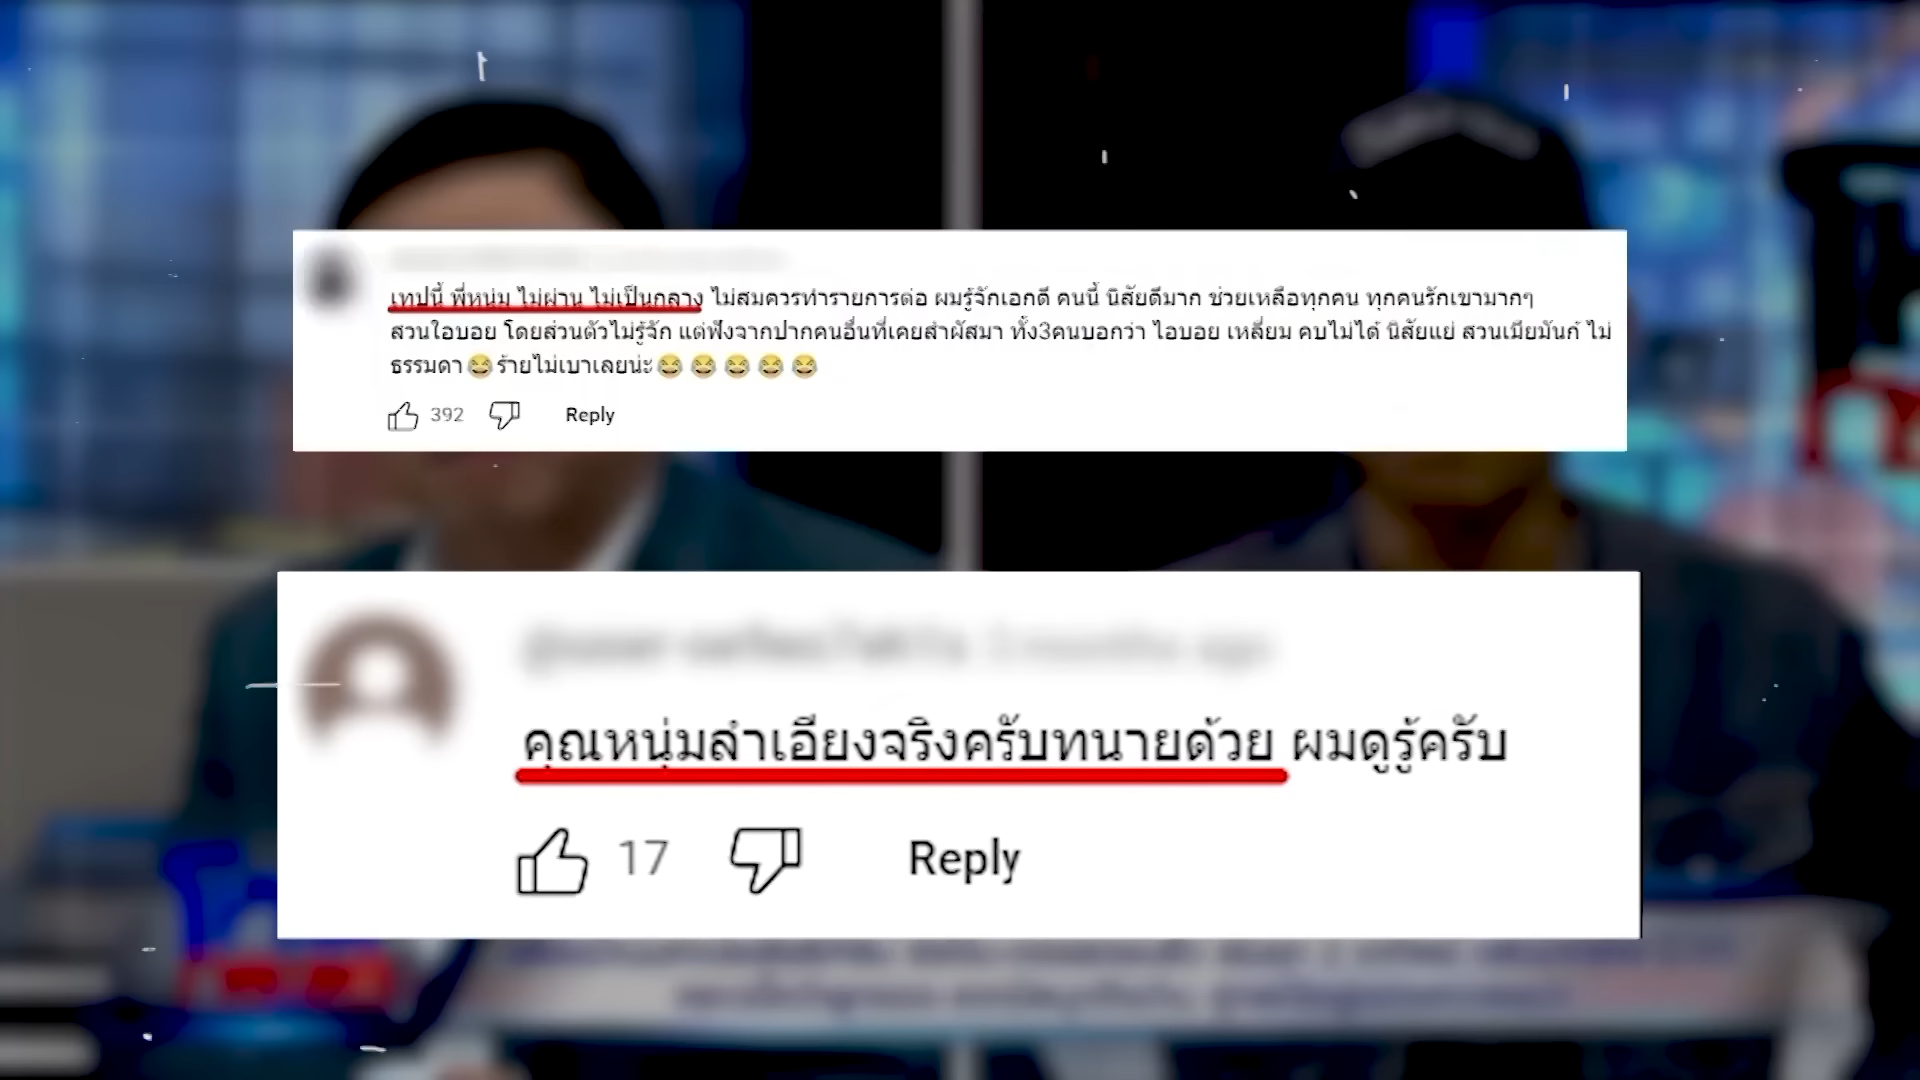 เทปนี้ พี่หนุ่ม ไม่ผ่าน ไม่เป็นกลาง ไม่สมควรทำรายการต่อ ผมรู้จักเอกดี คนนี้ นิสัยดีมาก ช่วยเหลือทุกคน ทุกคนรักเขามากๆ
สวนใอบอย โดยส่วนตัวไม่รู้จัก แต่ฟังจากปากคนอื่นที่เคยสำผัสมา ทั้ง3คนบอกว่า ไอบอย เหลี่ยม คบไม่ได้ นิสัยแย่ สวนเมียมันก์ ไม่
ธรรมดา😆ร้ายไม่เบาเลยน่ะ😆😆😆😆😆
392 Reply
คุณหนุ่มลำเอียงจริงครับทนายด้วย ผมดูรู้ครับ
17 Reply